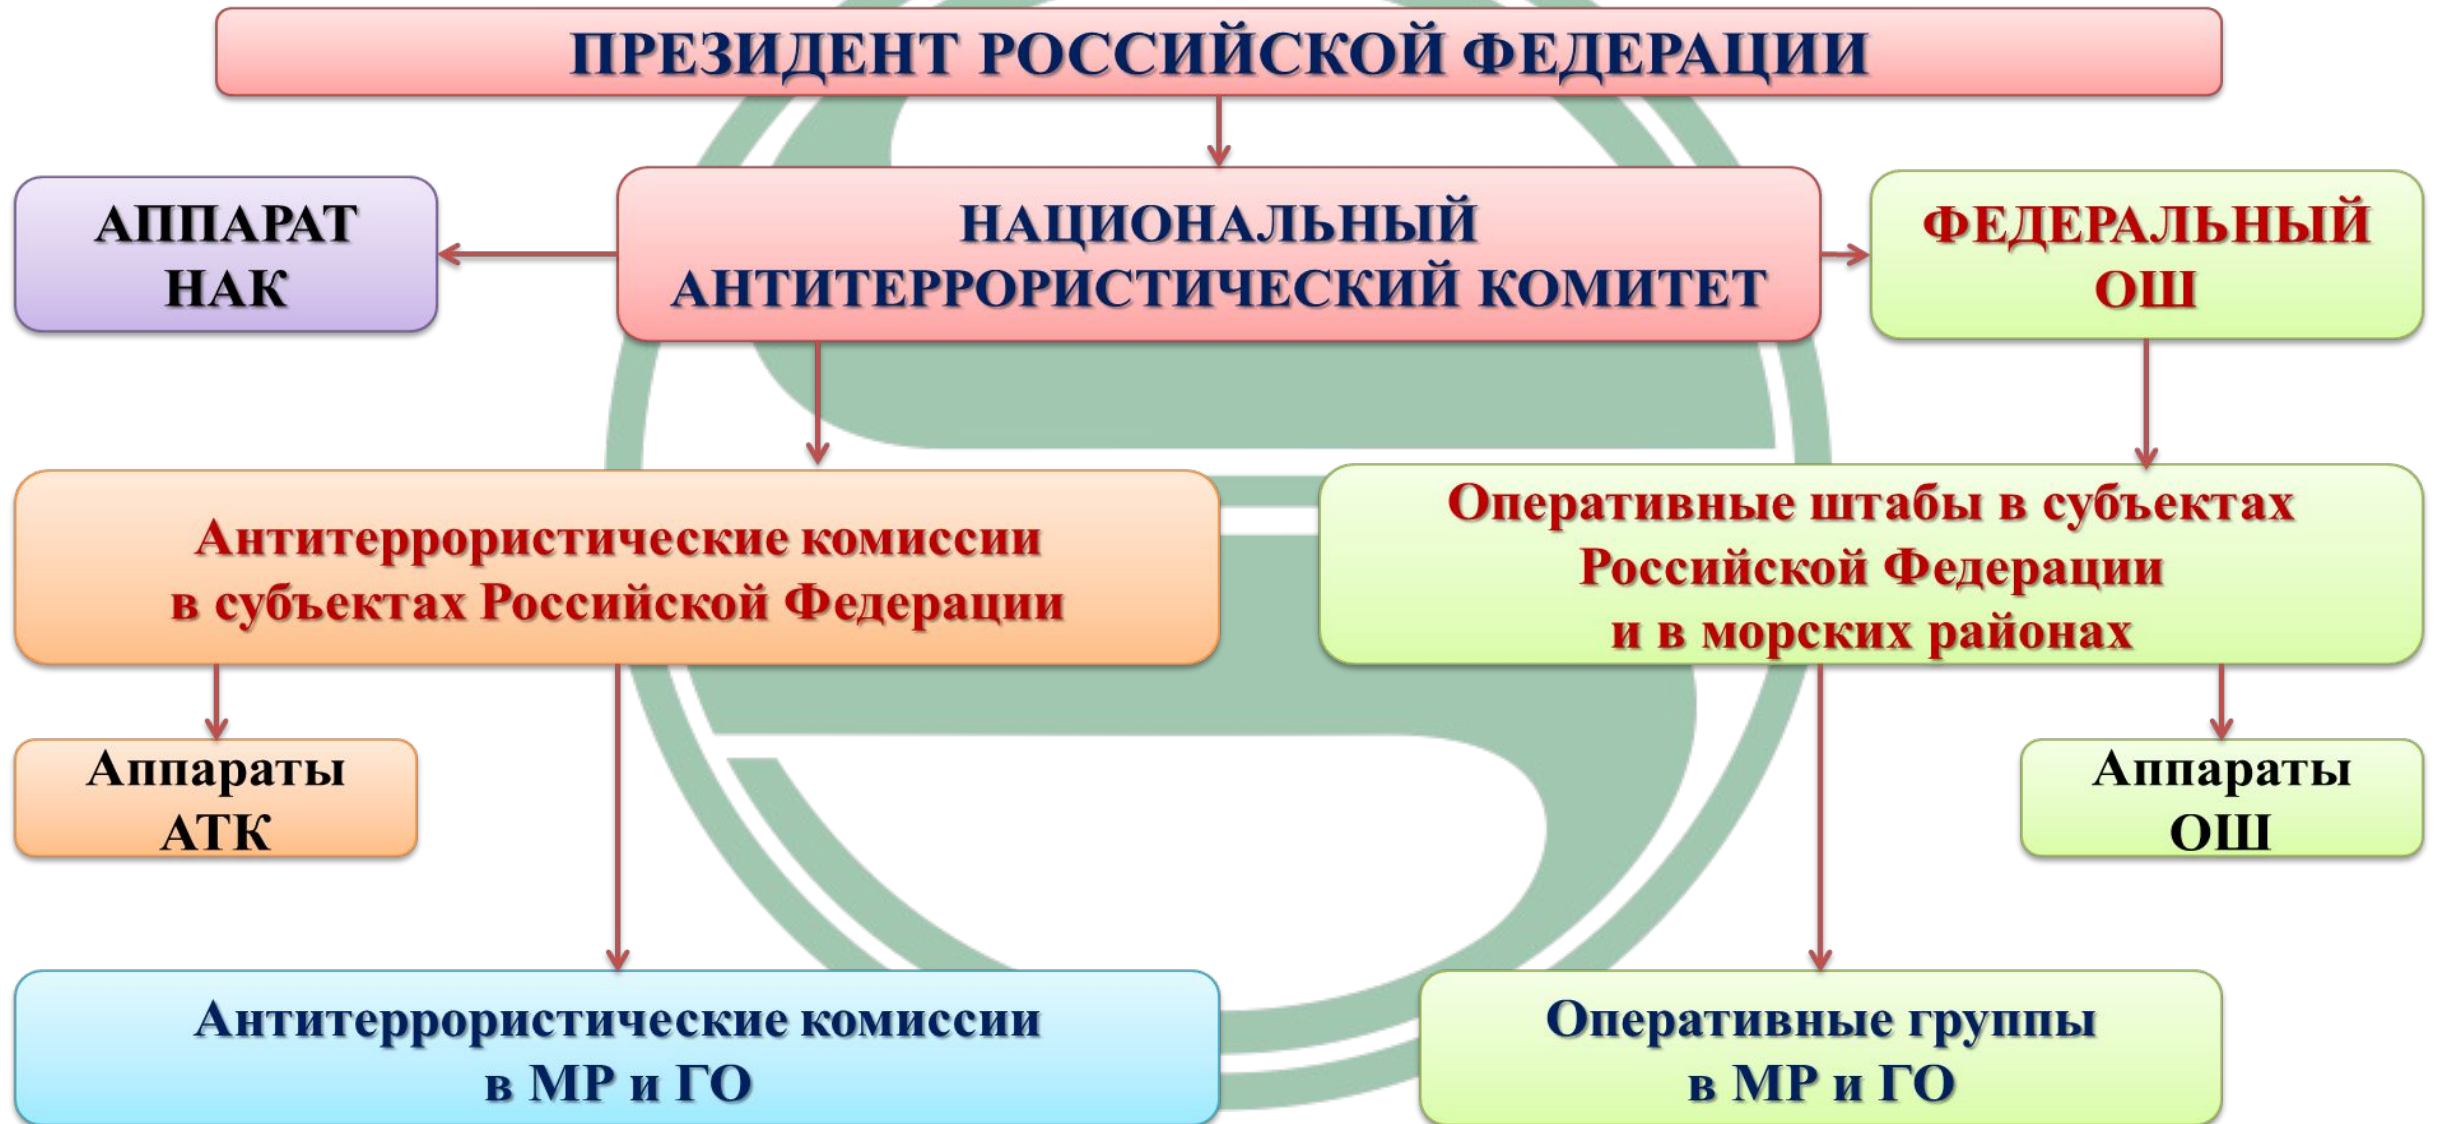 ПРЕЗИДЕНТ РОССИЙСКОЙ ФЕДЕРАЦИИ
АППАРАТ
НАК
НАЦИОНАЛЬНЫЙ
АНТИТЕРРОРИСТИЧЕСКИЙ КОМИТЕТ
ФЕДЕРАЛЬНЫЙ
ОШ
Антитеррористические комиссии
в субъектах Российской Федерации
Оперативные штабы в субъектах
Российской Федерации
и в морских районах
Аппараты
АТК
Аппараты
ОШ
Антитеррористические комиссии
в МР и ГО
Оперативные группы
в МР и ГО